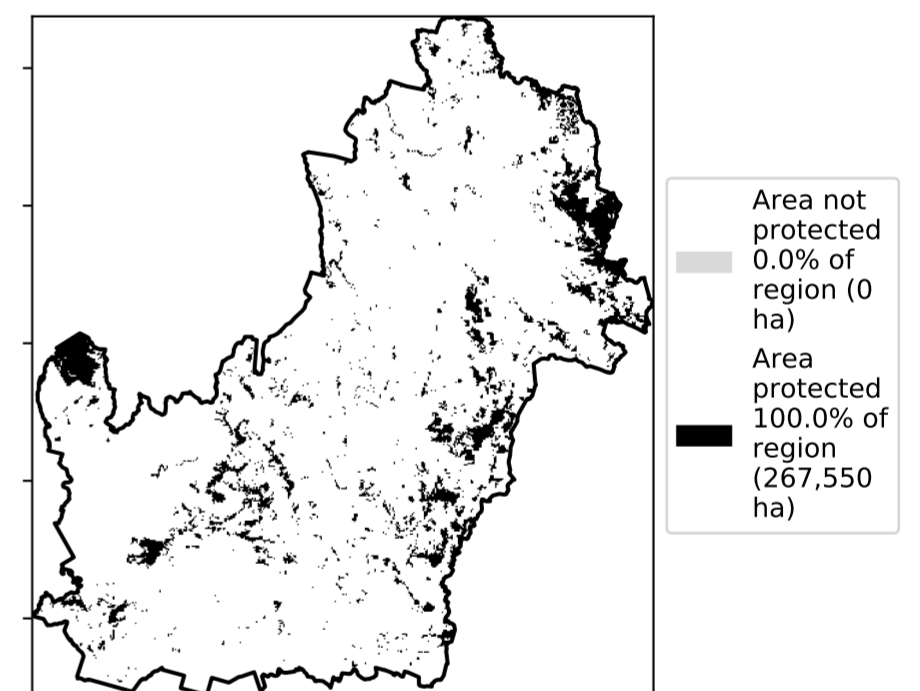 Area not
protected
0.0% of
region (0
ha)
Area
protected
100.0% of
region
(267,550
ha)